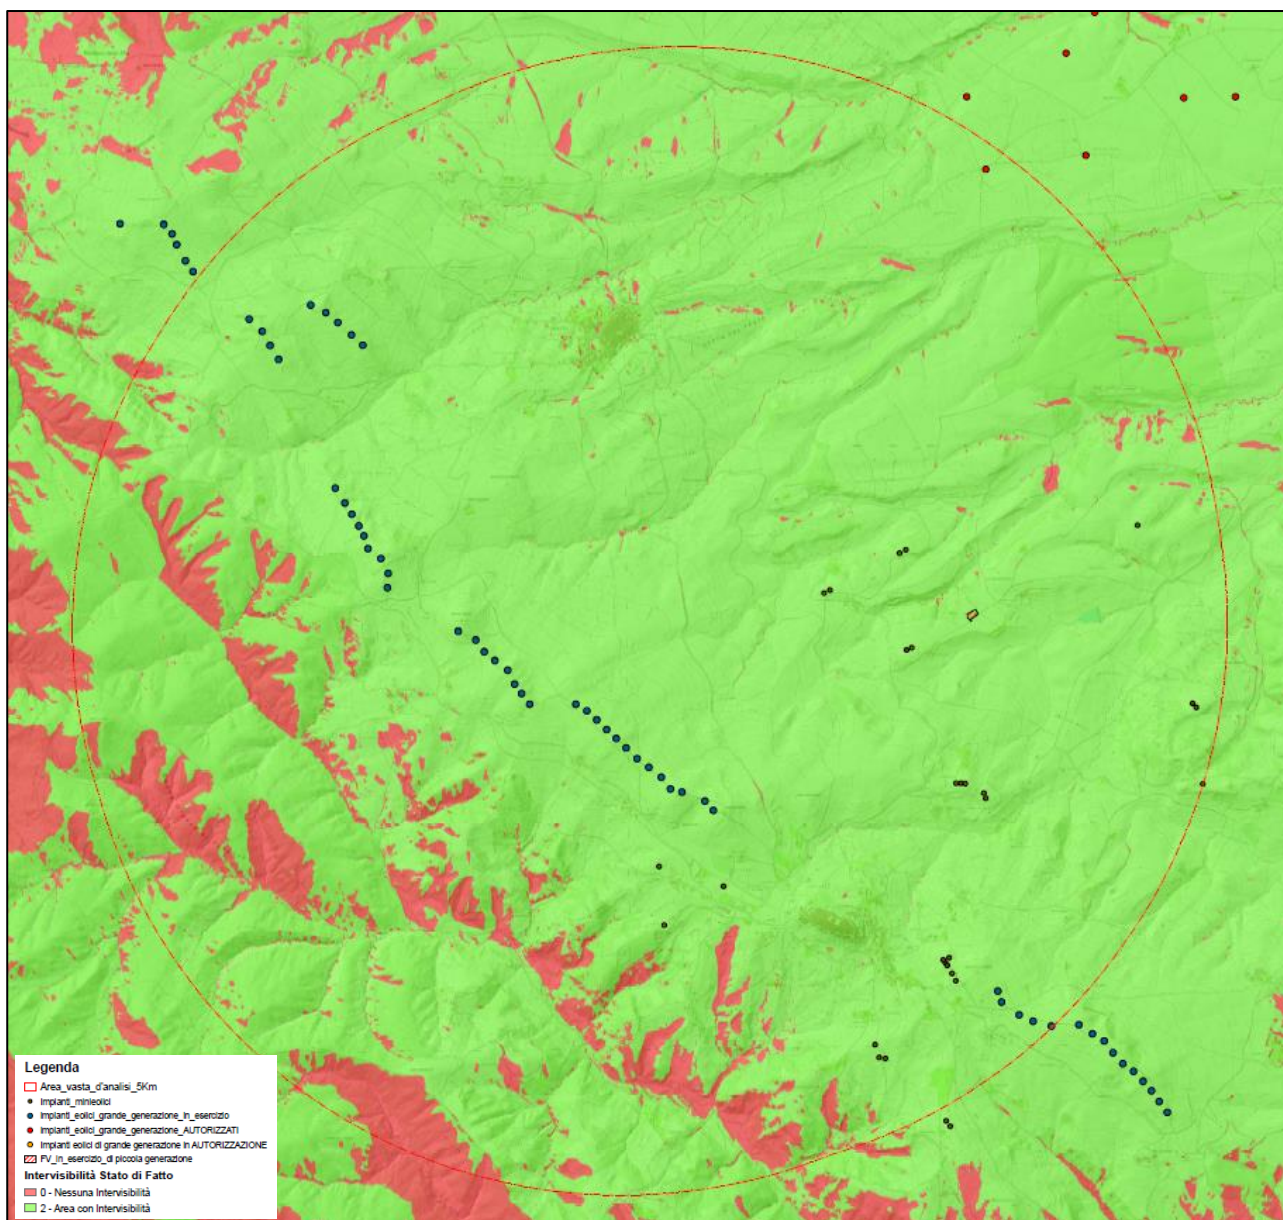 Legenda
Area_vasta_d'analisi_5Km
Impianti_minieolici
Impianti_eolici_grande_generazione_in_esercizio
Impianti_eolici_grande_generazione_AUTORIZZATI
Impianti eolici di grande generazione in AUTORIZZAZIONE
FV_in_esercizio_di piccola generazione
Intervisibilità Stato di Fatto
0 - Nessuna Intervisibilità
2 - Area con Intervisibilità